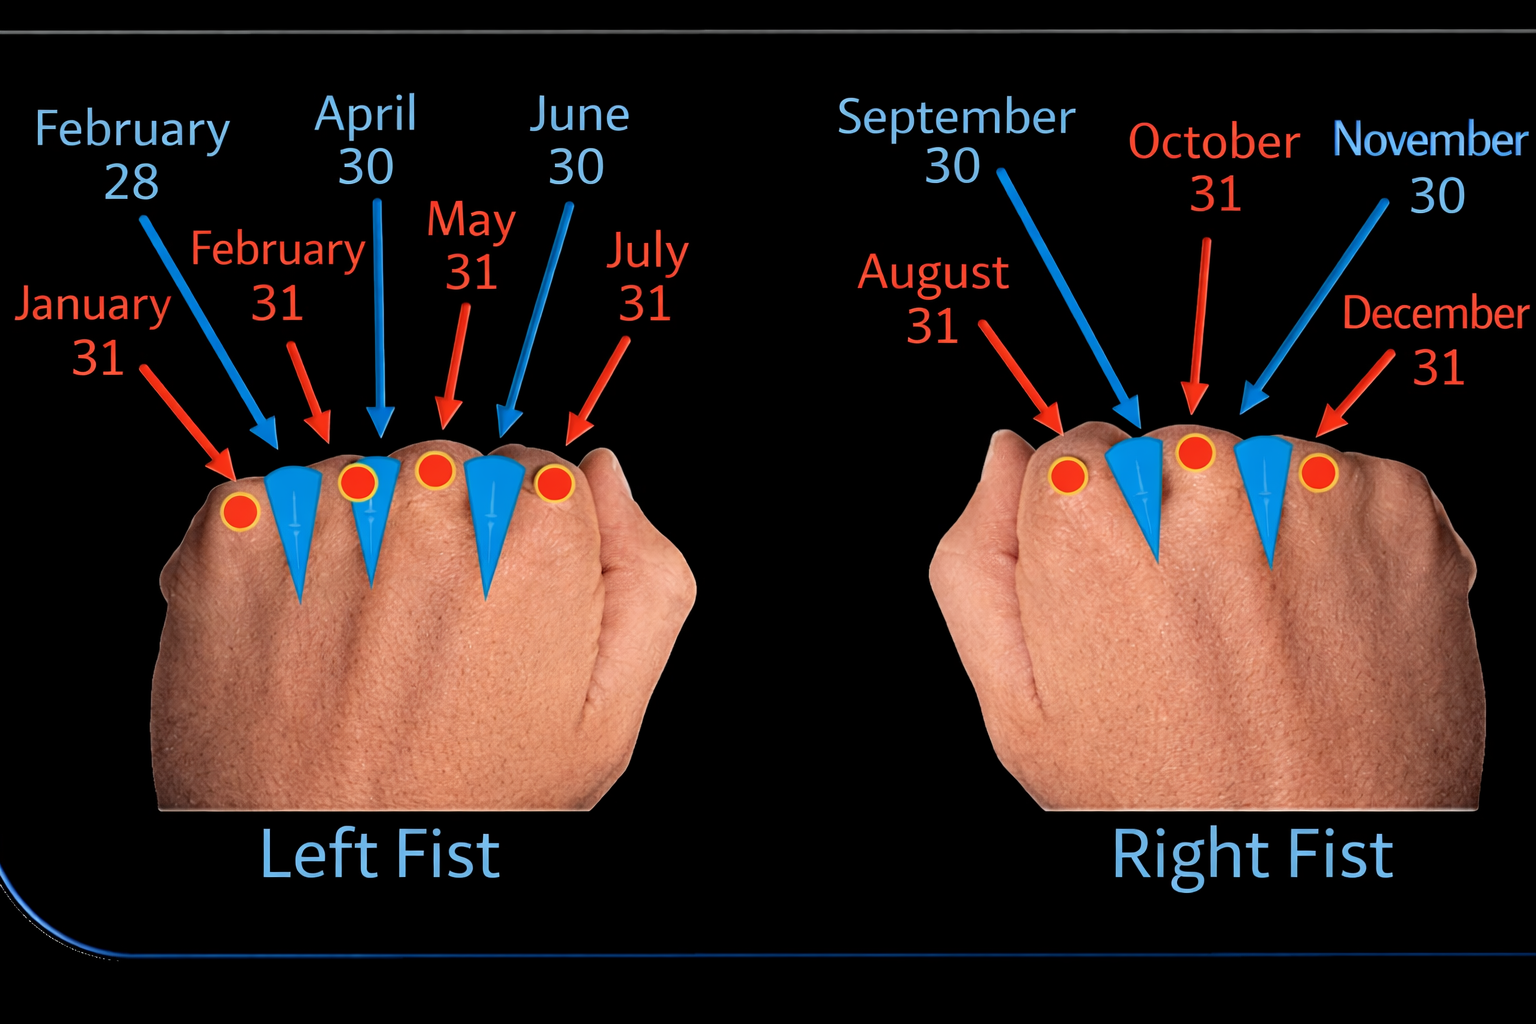 February
28
April
30
June
30
September
30
October
31
November
30
January
31
February
31
May
31
July
31
August
31
December
31
Left Fist
Right Fist